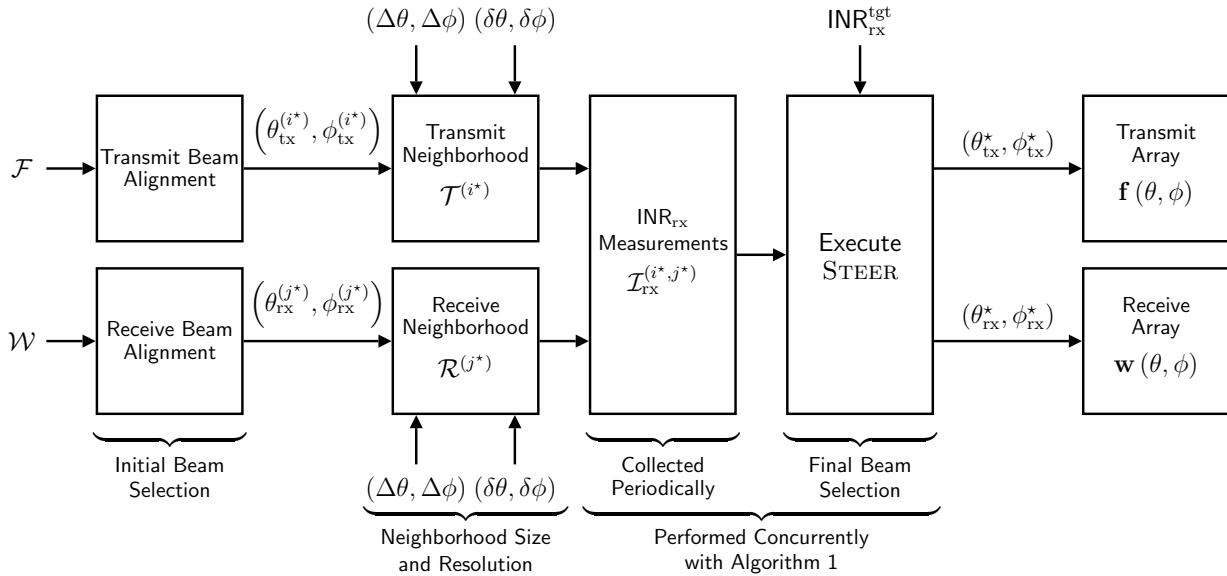 (Δθ, Δϕ) (δθ, δϕ)
INR_rx^tgt
F
Transmit Beam
Alignment
(θ_tx^(i⋆), ϕ_tx^(i⋆))
Transmit
Neighborhood
T^(i⋆)
W
Receive Beam
Alignment
(θ_rx^(j⋆), ϕ_rx^(j⋆))
Receive
Neighborhood
R^(j⋆)
INR_rx
Measurements
I_rx^(i⋆,j⋆)
Execute
STEER
(θ_tx^⋆, ϕ_tx^⋆)
Transmit
Array
f (θ, ϕ)
(θ_rx^⋆, ϕ_rx^⋆)
Receive
Array
w (θ, ϕ)
Initial Beam
Selection
(Δθ, Δϕ) (δθ, δϕ)
Neighborhood Size
and Resolution
Collected
Periodically
Final Beam
Selection
Performed Concurrently
with Algorithm 1